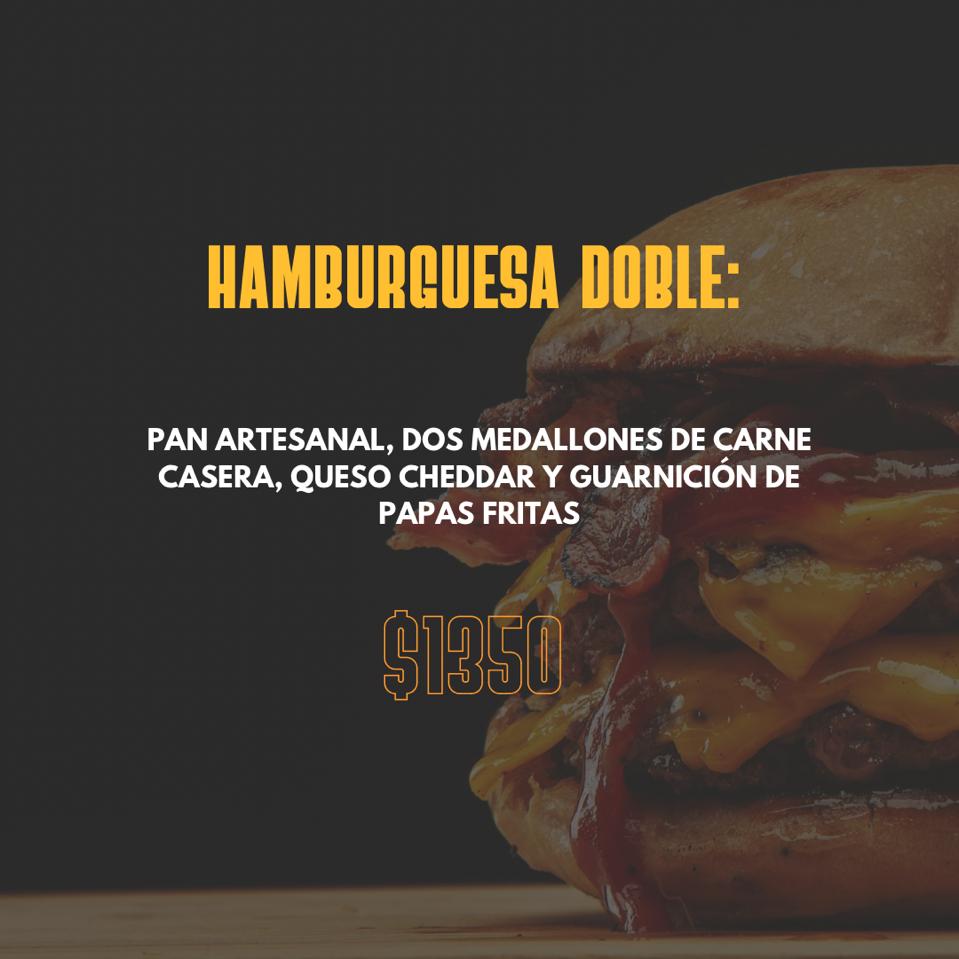 HAMBURGUESA DOBLE:
PAN ARTESANAL, DOS MEDALLONES DE CARNE
CASERA, QUESO CHEDDAR Y GUARNICIÓN DE
PAPAS FRITAS
$1350